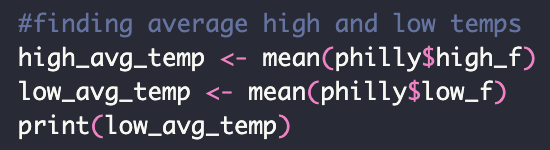 #finding average high and low temps
high_avg_temp <- mean(philly$high_f)
low_avg_temp <- mean(philly$low_f)
print(low_avg_temp)